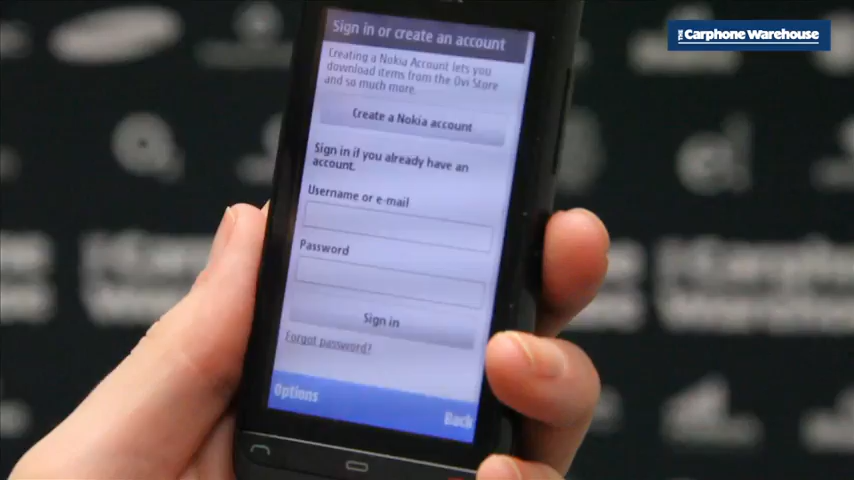 THE Carphone Warehouse
Sign in or create an account
Creating a Nokia Account lets you
download items from the Ovi Store
and so much more.
Create a Nokia account
Sign in if you already have an
account.
Username or e-mail
Password
Sign in
Forgot password?
Options
Back